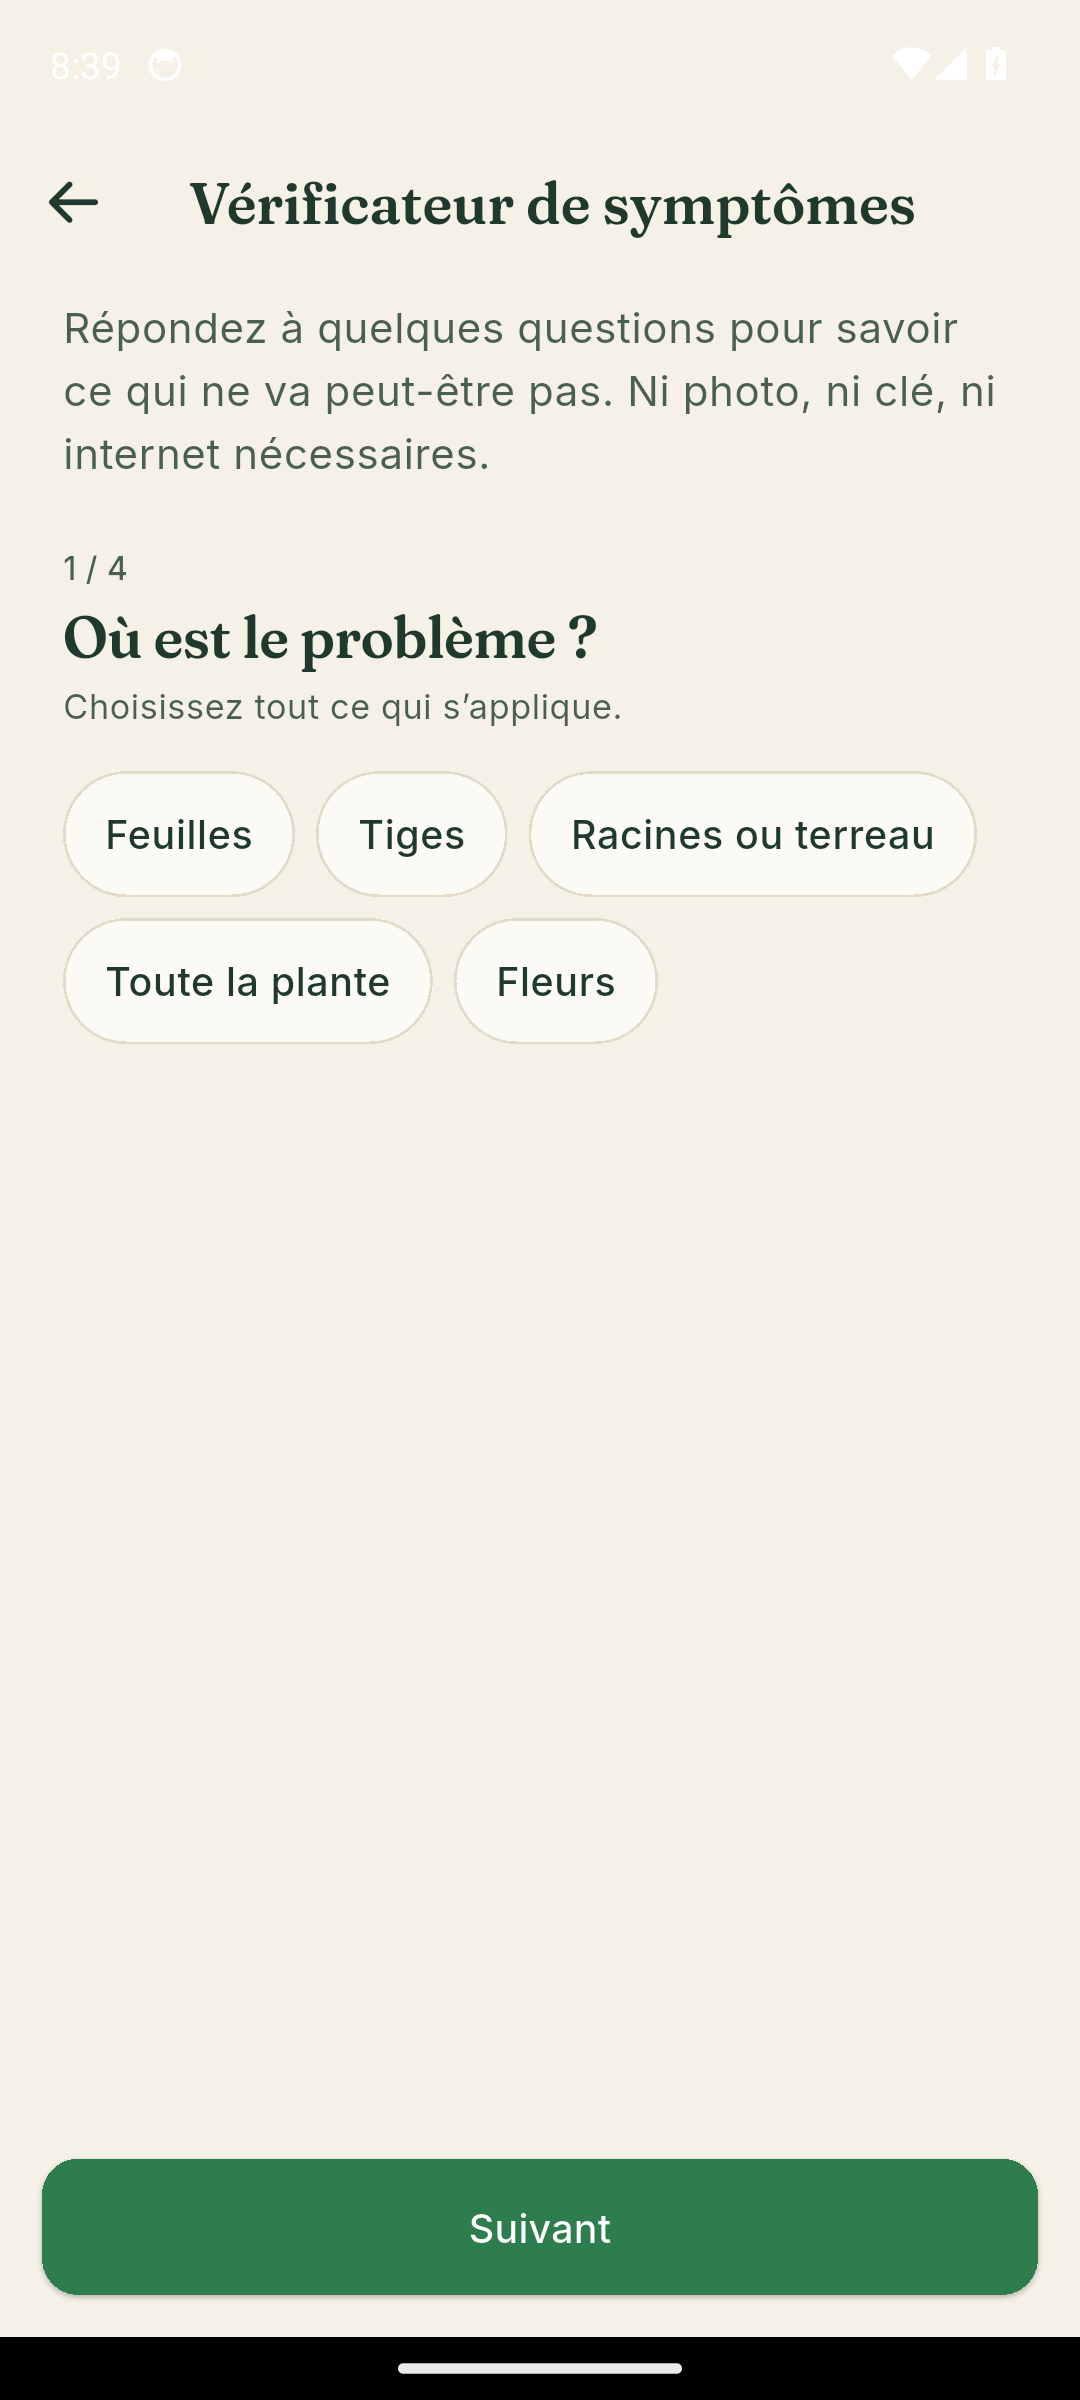 8:39
Vérificateur de symptômes
Répondez à quelques questions pour savoir
ce qui ne va peut-être pas. Ni photo, ni clé, ni
internet nécessaires.
1 / 4
Où est le problème ?
Choisissez tout ce qui s’applique.
Feuilles Tiges Racines ou terreau
Toute la plante Fleurs
Suivant